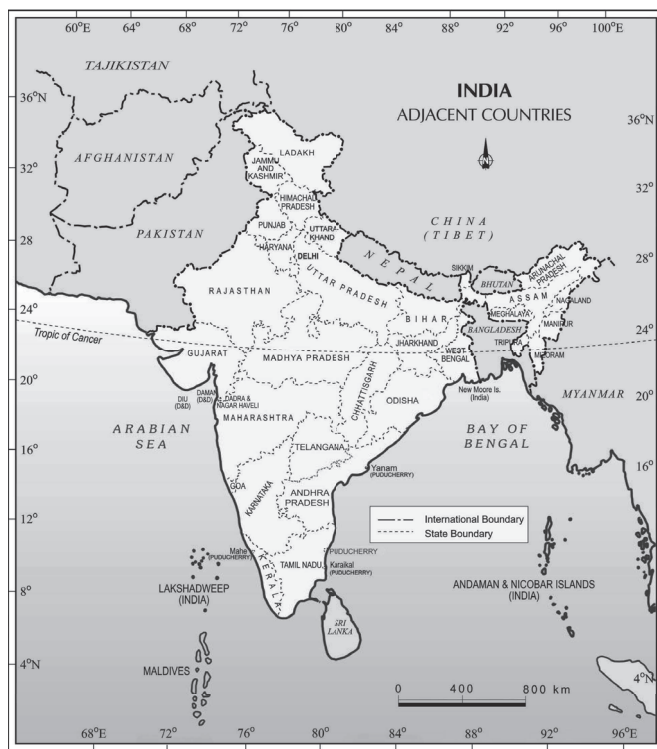 60°E 64° 68° 72° 76° 80° 84° 88° 92° 96° 100°E
TAJIKISTAN
INDIA
ADJACENT COUNTRIES
N
36°N
36°N
AFGHANISTAN
LADAKH
JAMMU
AND
KASHMIR
32°
32°
HIMACHAL
PRADESH
PAKISTAN
PUNJAB
UTTARA
KHAND
CHINA
(TIBET)
28°
28°
HARYANA
DELHI
NEPAL
SIKKIM
BHUTAN
ARUNACHAL
PRADESH
RAJASTHAN
UTTAR PRADESH
ASSAM
NAGALAND
24°
24°
BIHAR
MEGHALAYA
MANIPUR
BANGLADESH
Tropic of Cancer
GUJARAT
MADHYA PRADESH
JHARKHAND
WEST
BENGAL
TRIPURA
MIZORAM
20°
20°
DIU
(D&D)
DAMAN
(D&D)
DADRA &
NAGAR HAVELI
MAHARASHTRA
CHHATTISGARH
ODISHA
New Moore Is.
(India)
MYANMAR
ARABIAN
SEA
BAY OF
BENGAL
16°
16°
TELANGANA
Yanam
(PUDUCHERRY)
GOA
KARNATAKA
ANDHRA
PRADESH
International Boundary
State Boundary
12°
12°
Mahe
(PUDUCHERRY)
PUDUCHERRY
KERALA
TAMIL NADU
Karaikal
(PUDUCHERRY)
LAKSHADWEEP
(INDIA)
ANDAMAN & NICOBAR ISLANDS
(INDIA)
8°
8°
SRI
LANKA
MALDIVES
4°N
4°N
0 400 800 km
68°E 72° 76° 80° 84° 88° 92° 96°E